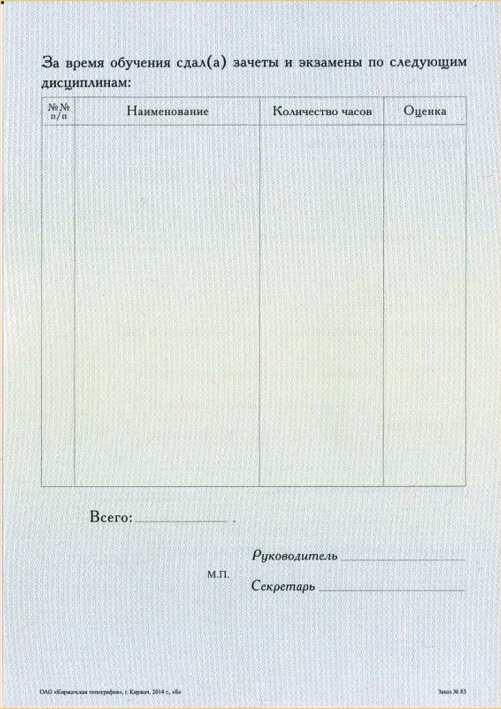 За время обучения сдал(а) зачеты и экзамены по следующим
дисциплинам:
№№ Наименование Количество часов Оценка
п/п
Всего: .
Руководитель
М.П.
Секретарь
ОАО «Киржачская типография», г. Киржач, 2014 г., «Б» Заказ № 83